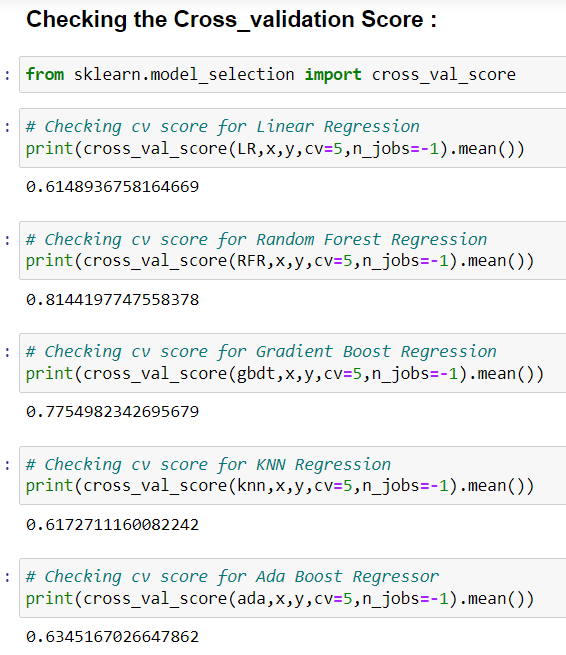 Checking the Cross_validation Score :
: from sklearn.model_selection import cross_val_score
: # Checking cv score for Linear Regression
print(cross_val_score(LR,x,y,cv=5,n_jobs=-1).mean())
0.6148936758164669
: # Checking cv score for Random Forest Regression
print(cross_val_score(RFR,x,y,cv=5,n_jobs=-1).mean())
0.8144197747558378
: # Checking cv score for Gradient Boost Regression
print(cross_val_score(gbdt,x,y,cv=5,n_jobs=-1).mean())
0.7754982342695679
: # Checking cv score for KNN Regression
print(cross_val_score(knn,x,y,cv=5,n_jobs=-1).mean())
0.6172711160082242
: # Checking cv score for Ada Boost Regressor
print(cross_val_score(ada,x,y,cv=5,n_jobs=-1).mean())
0.6345167026647862